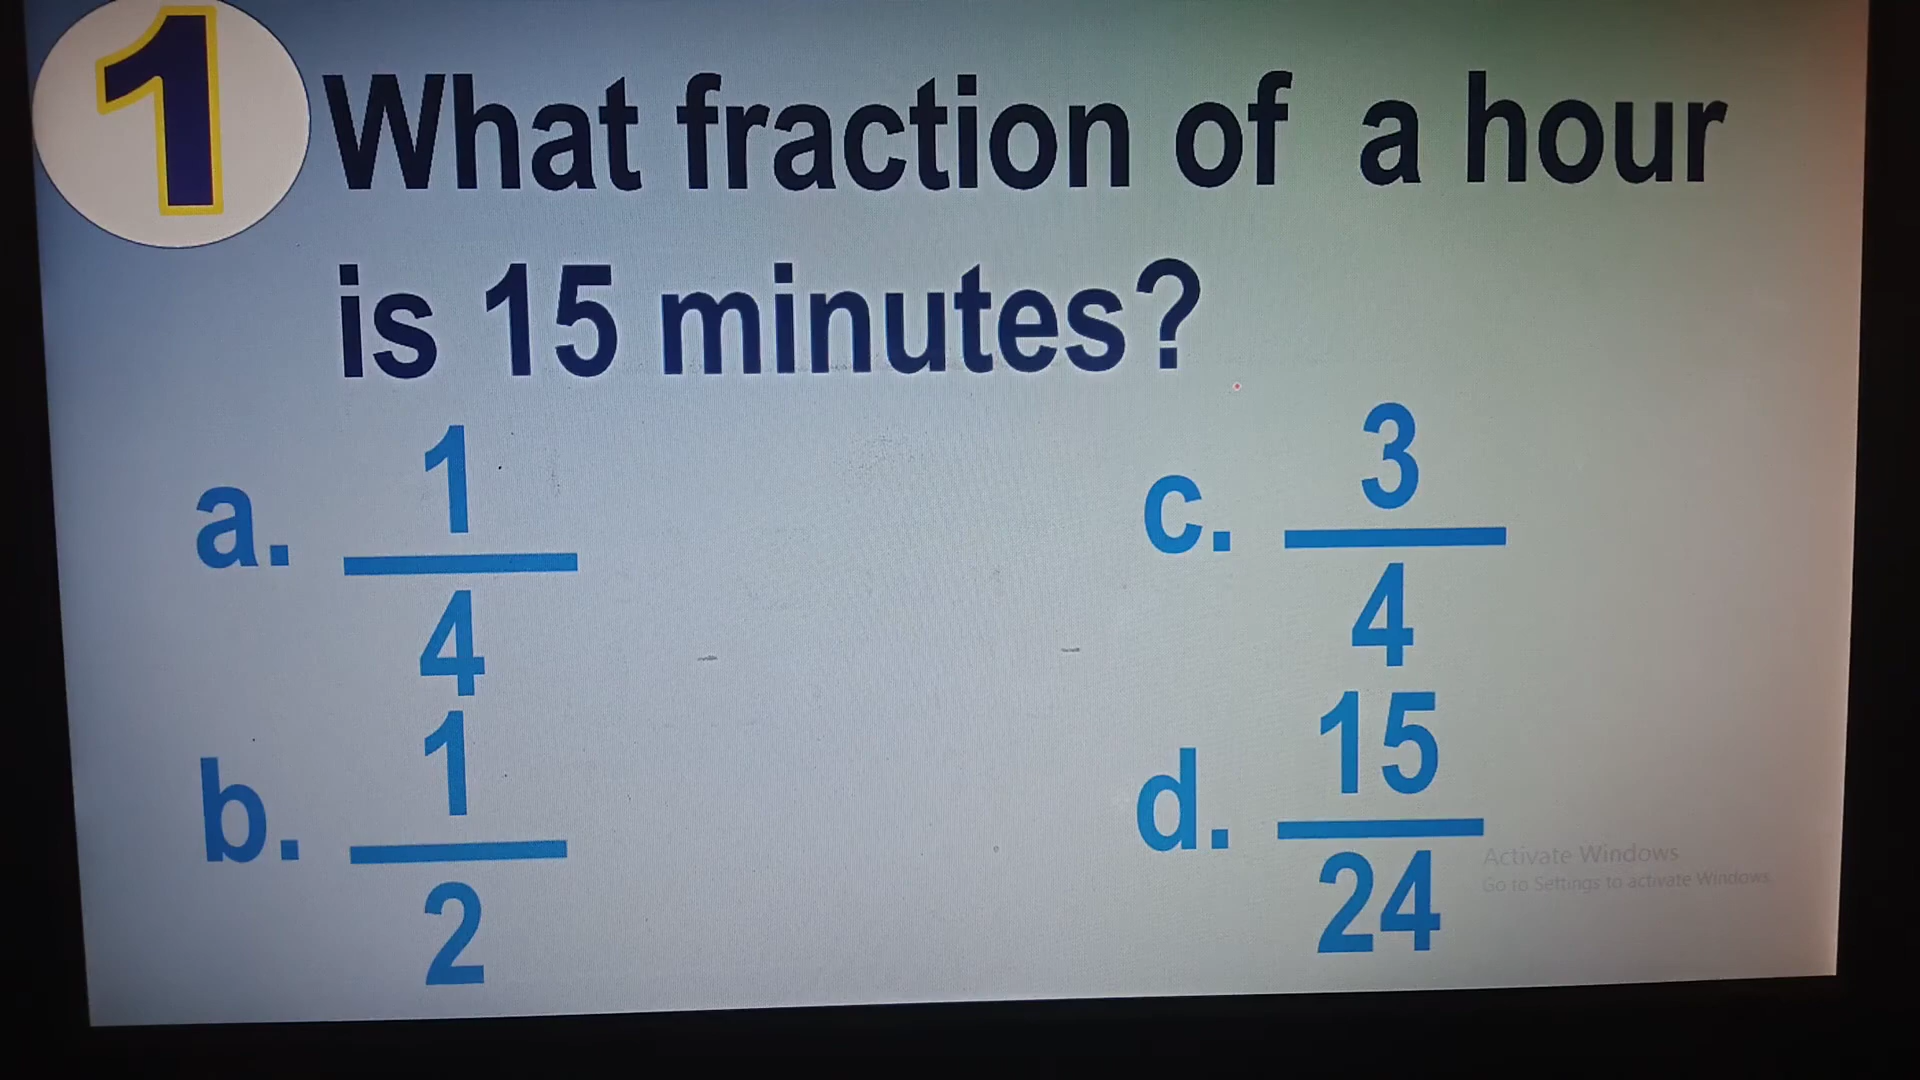 1
What fraction of a hour
is 15 minutes?
a. 1/4
c. 3/4
b. 1/2
d. 15/24
Activate Windows
Go to Settings to activate Windows.